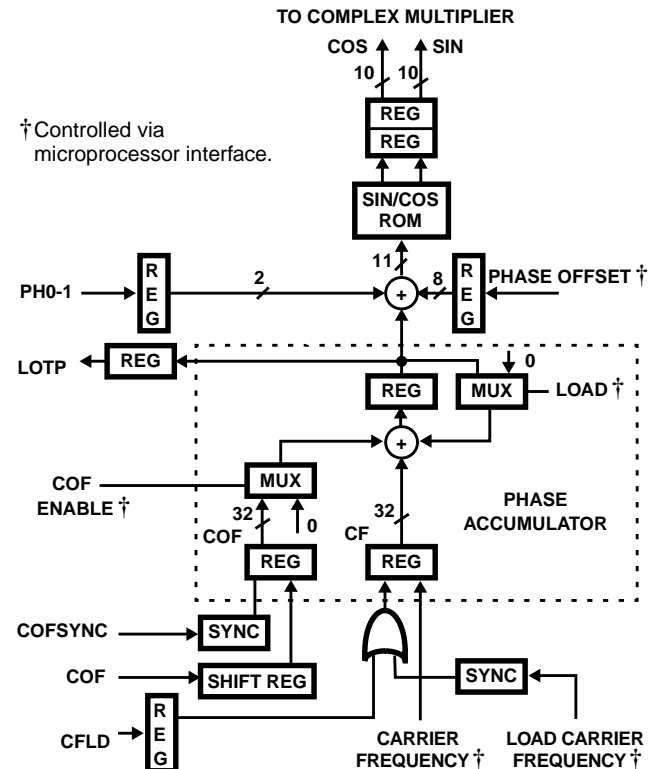 TO COMPLEX MULTIPLIER
COS SIN
10 10
REG
REG
† Controlled via
microprocessor interface.
SIN/COS
ROM
11
PH0-1
R
E
G
2
+
8
R
E
G
PHASE OFFSET †
LOTP
REG
REG
0
MUX
LOAD †
+
COF
ENABLE †
MUX
32
COF
0
32
CF
PHASE
ACCUMULATOR
REG
REG
COFSYNC
SYNC
COF
SHIFT REG
SYNC
CFLD
R
E
G
CARRIER
FREQUENCY †
LOAD CARRIER
FREQUENCY †